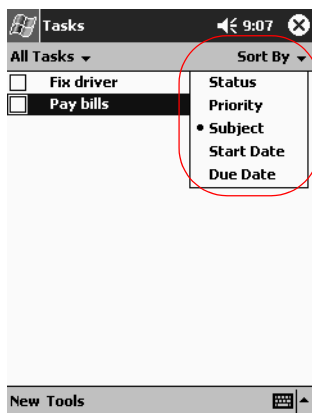 Tasks 9:07
All Tasks Sort By
Fix driver Status
Pay bills Priority
Subject
Start Date
Due Date
New Tools